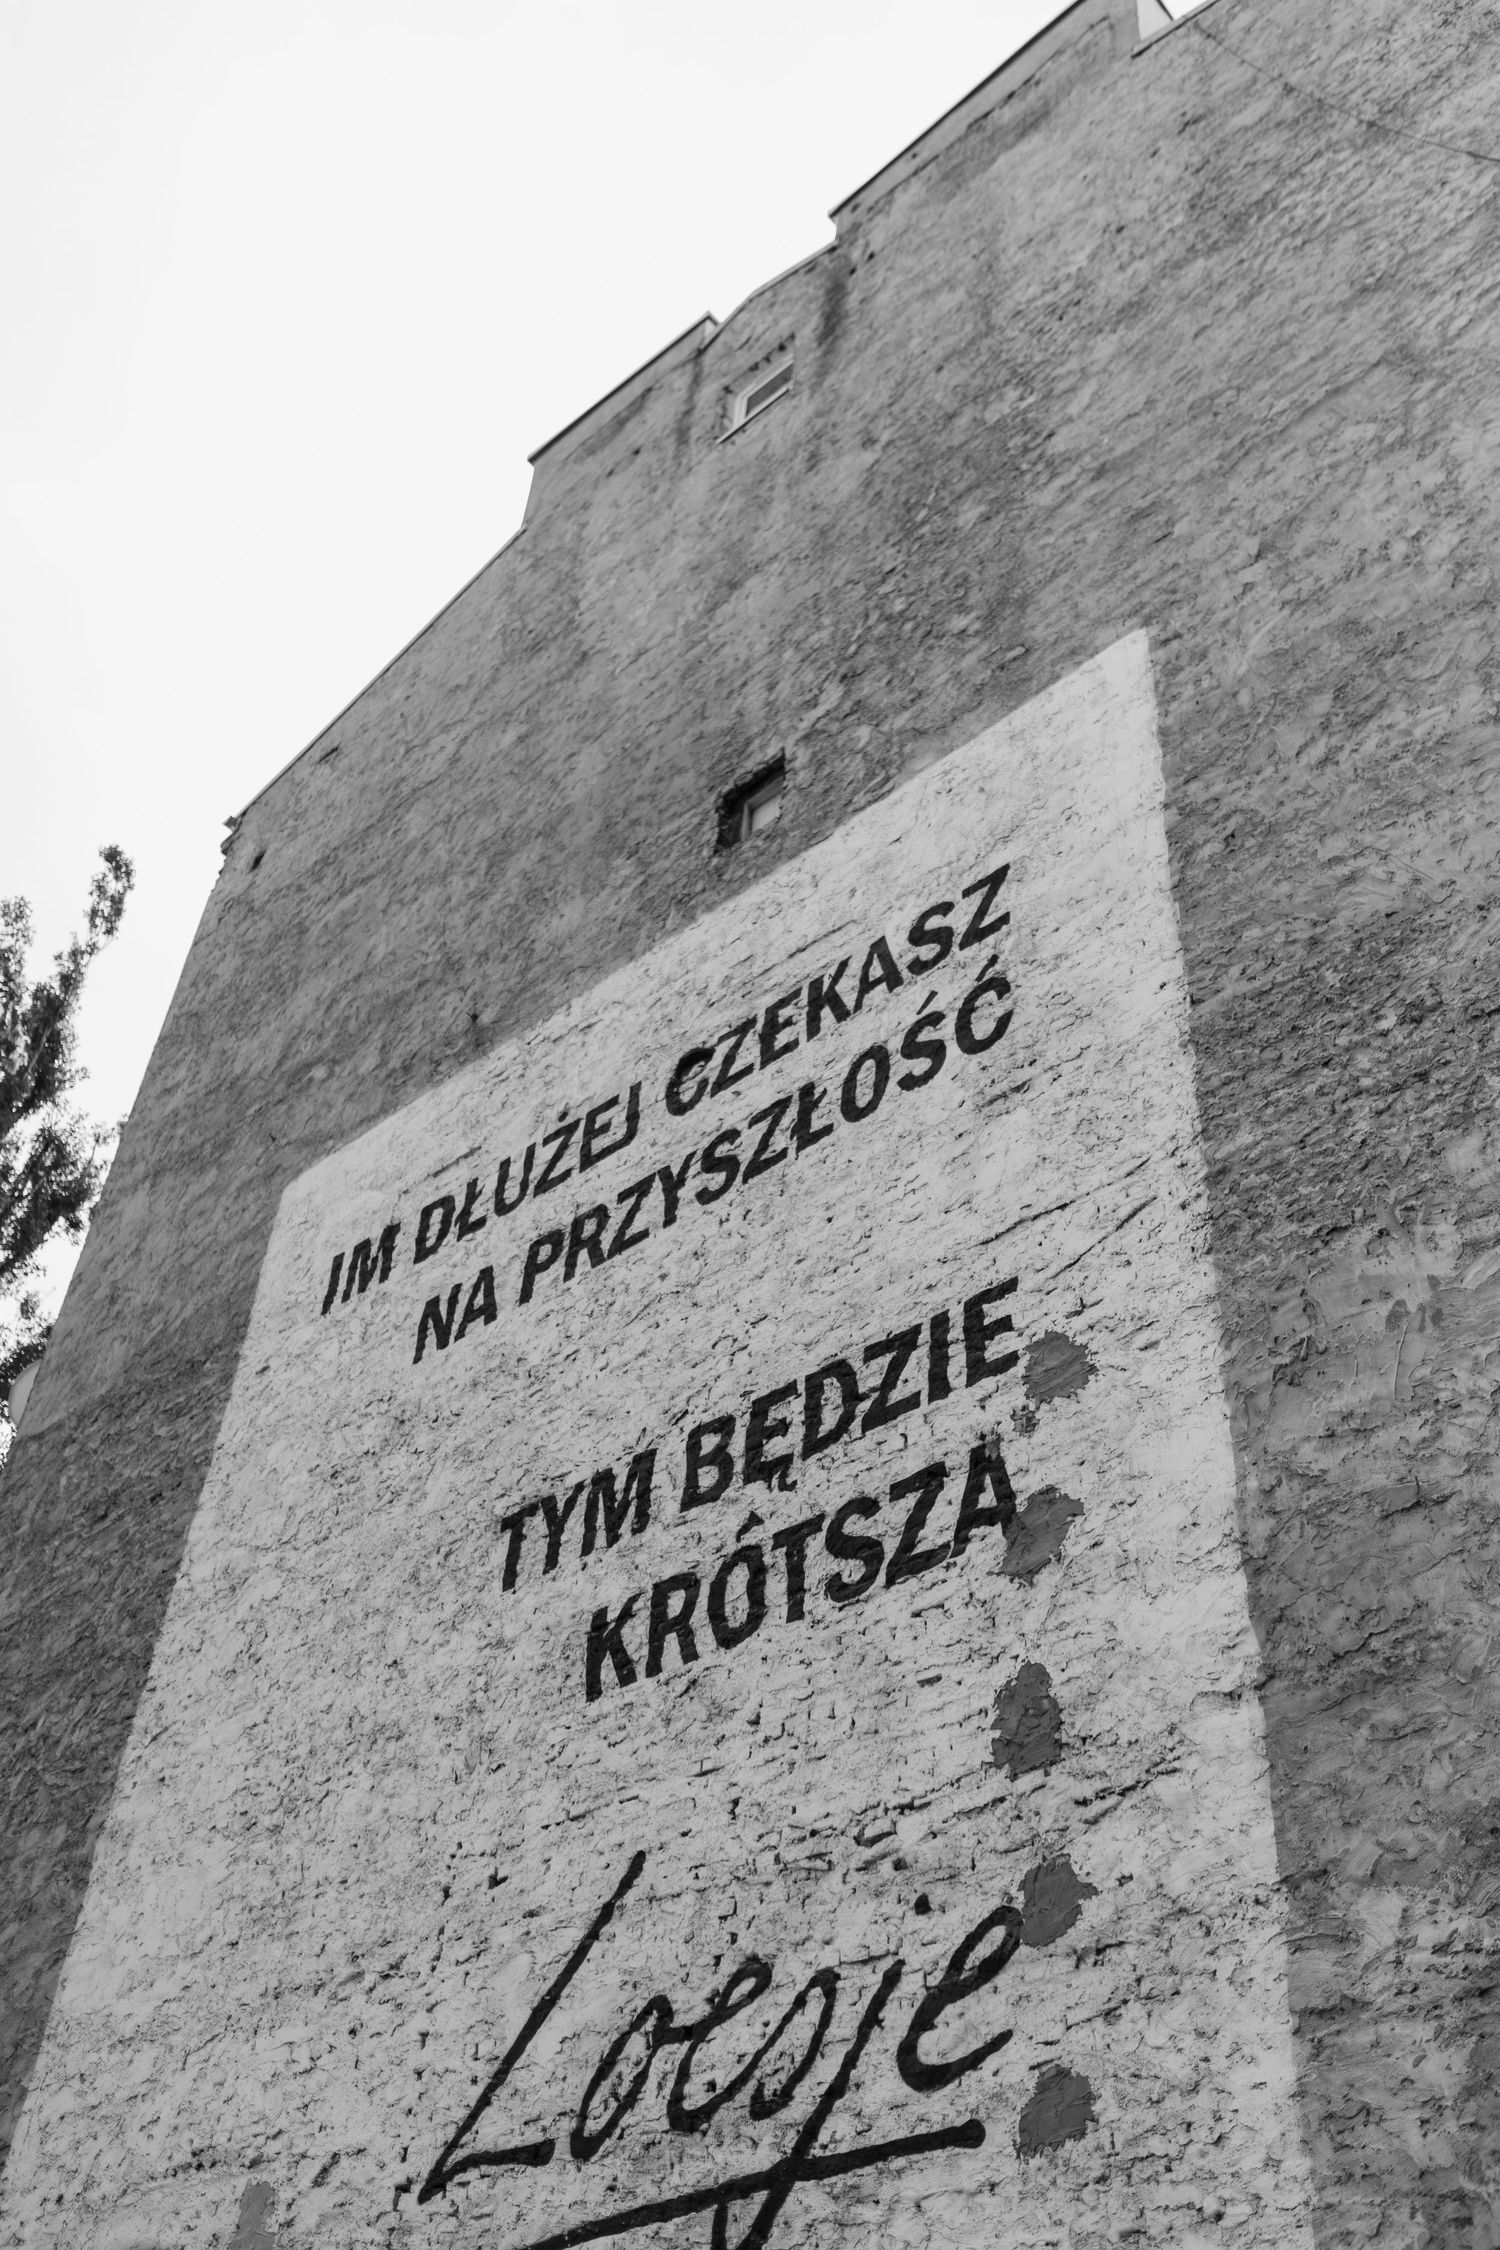 IM DŁUŻEJ CZEKASZ
NA PRZYSZŁOŚĆ
TYM BĘDZIE
KRÓTSZA
Loesje